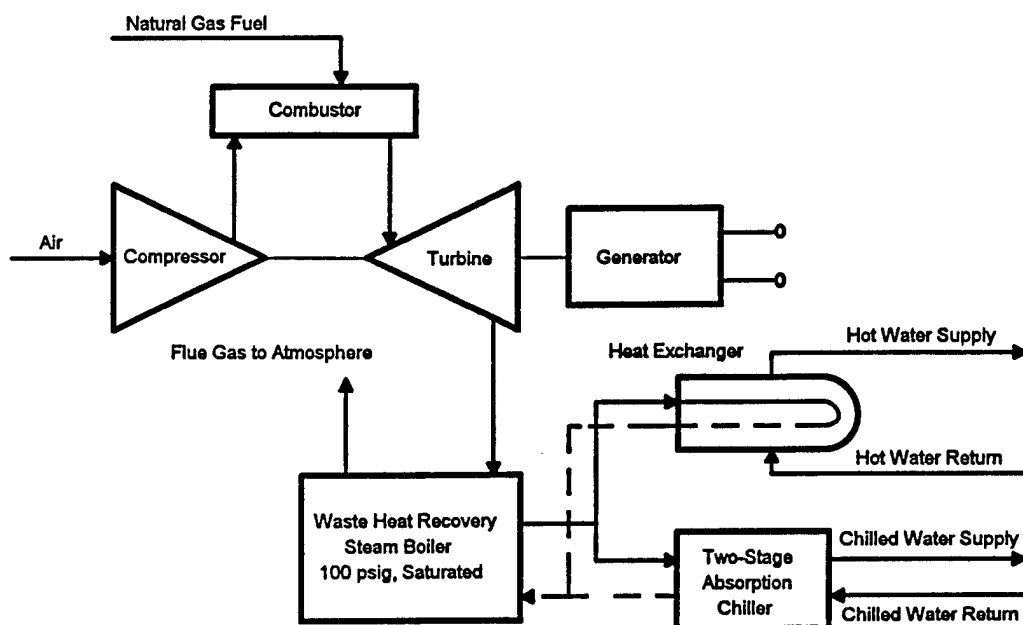 Natural Gas Fuel
Combustor
Air
Compressor
Turbine
Generator
Flue Gas to Atmosphere
Heat Exchanger
Hot Water Supply
Hot Water Return
Waste Heat Recovery
Steam Boiler
100 psig, Saturated
Two-Stage
Absorption
Chiller
Chilled Water Supply
Chilled Water Return